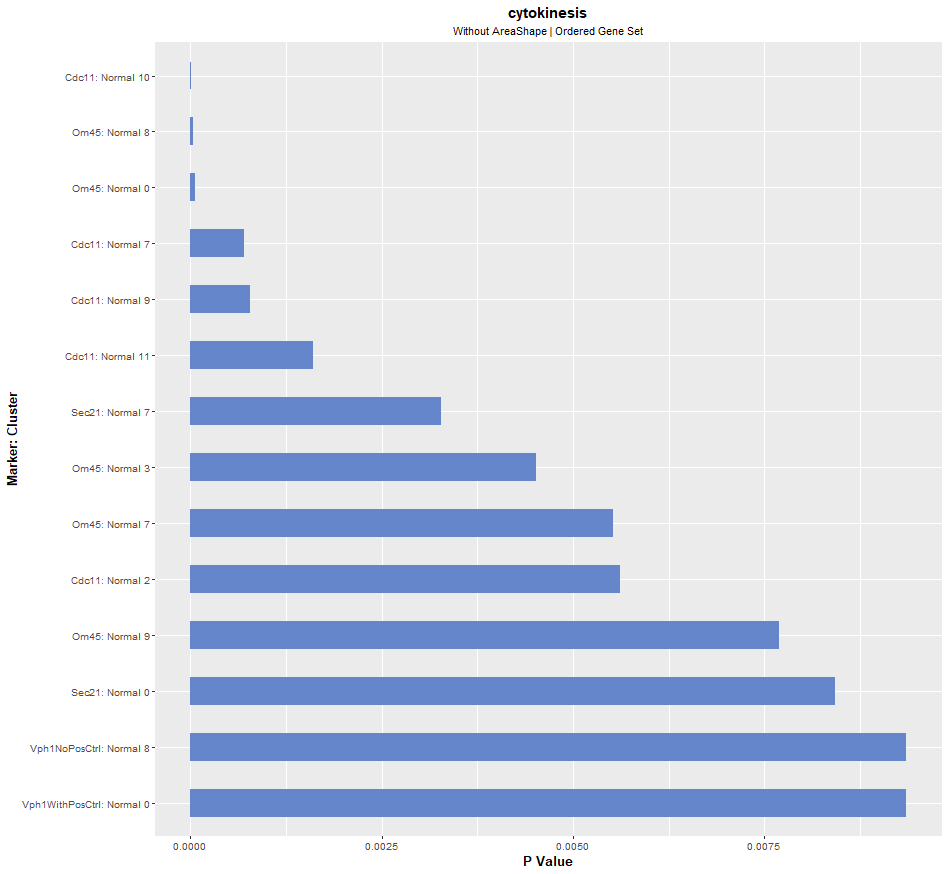 cytokinesis
Without AreaShape | Ordered Gene Set
Marker: Cluster
Cdc11: Normal 10
Om45: Normal 8
Om45: Normal 0
Cdc11: Normal 7
Cdc11: Normal 9
Cdc11: Normal 11
Sec21: Normal 7
Om45: Normal 3
Om45: Normal 7
Cdc11: Normal 2
Om45: Normal 9
Sec21: Normal 0
Vph1NoPosCtrl: Normal 8
Vph1WithPosCtrl: Normal 0
0.0000 0.0025 0.0050 0.0075
P Value